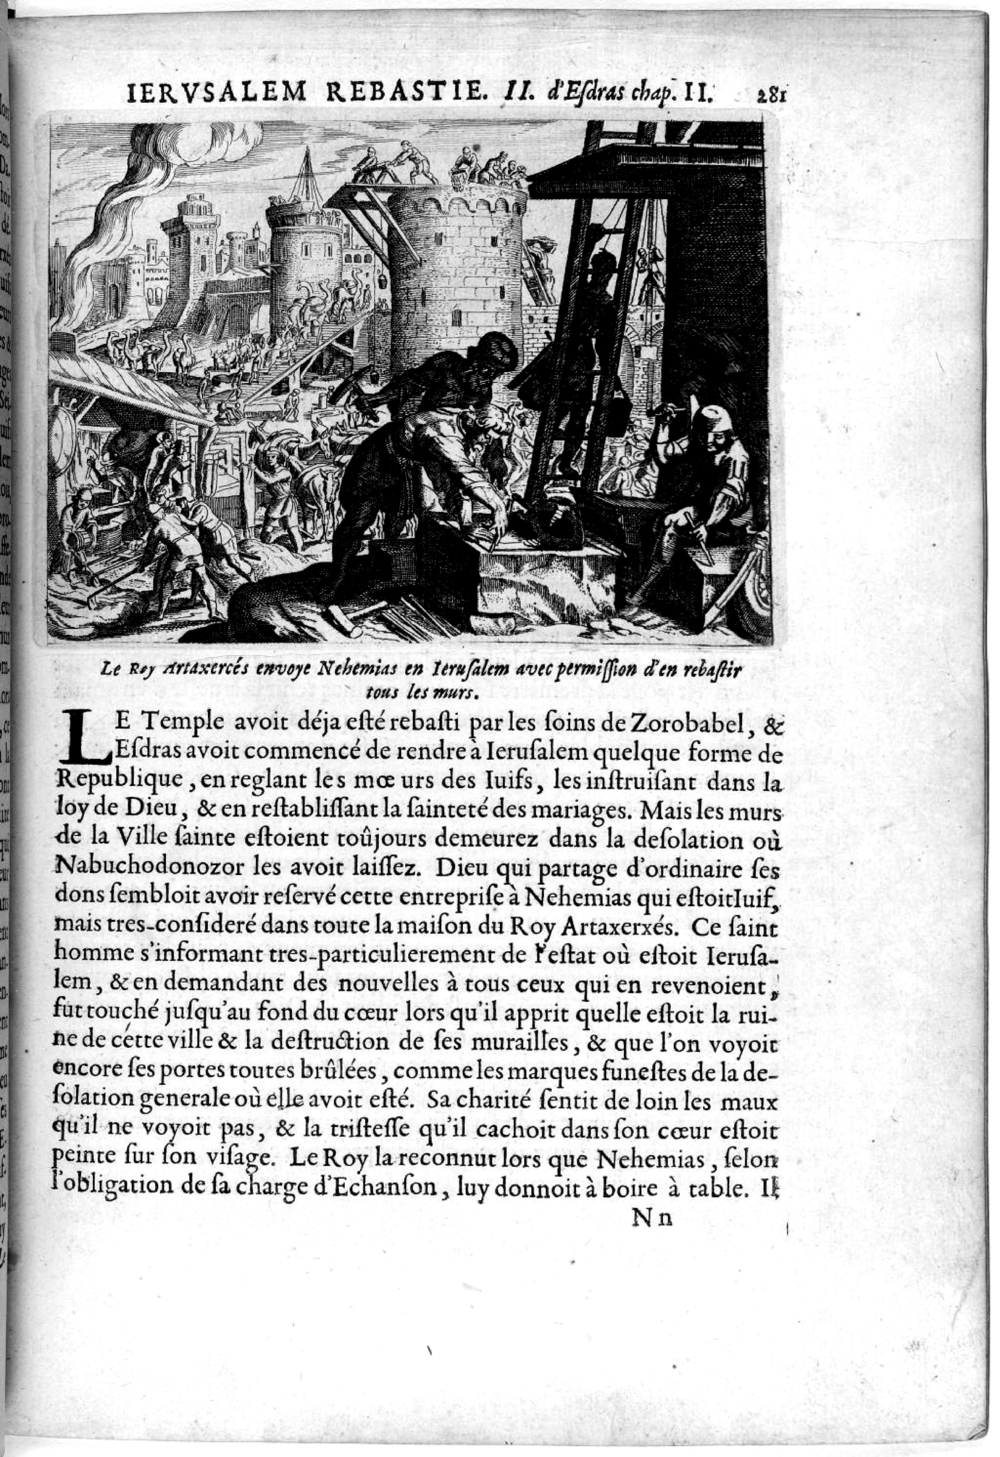 IERVSALEM REBASTIE. II. d'Eſdras chap. II. 281
Le Roy Artaxercés envoye Nehemias en Ieruſalem avec permiſſion d'en rebaſtir
tous les murs.
LE Temple avoit déja eſté rebaſti par les ſoins de Zorobabel, &
Eſdras avoit commencé de rendre à Ieruſalem quelque forme de
Republique, en reglant les mœurs des Iuifs, les inſtruiſant dans la
loy de Dieu, & en reſtabliſſant la ſainteté des mariages. Mais les murs
de la Ville ſainte eſtoient toûjours demeurez dans la deſolation où
Nabuchodonozor les avoit laiſſez. Dieu qui partage d'ordinaire ſes
dons ſembloit avoir reſervé cette entrepriſe à Nehemias qui eſtoit Iuif,
mais tres-conſideré dans toute la maiſon du Roy Artaxerxés. Ce ſaint
homme s'informant tres-particulierement de l'eſtat où eſtoit Ieruſa-
lem, & en demandant des nouvelles à tous ceux qui en revenoient,
fut touché juſqu'au fond du cœur lors qu'il apprit quelle eſtoit la rui-
ne de cette ville & la deſtruction de ſes murailles, & que l'on voyoit
encore ſes portes toutes brûlées, comme les marques funeſtes de la de-
ſolation generale où elle avoit eſté. Sa charité ſentit de loin les maux
qu'il ne voyoit pas, & la triſteſſe qu'il cachoit dans ſon cœur eſtoit
peinte ſur ſon viſage. Le Roy la reconnut lors que Nehemias, ſelon
l'obligation de ſa charge d'Echanſon, luy donnoit à boire à table. Il
Nn